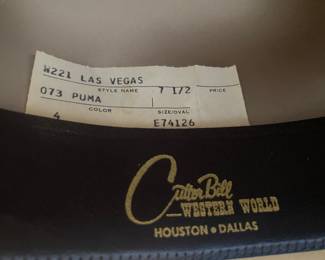 W221 LAS VEGAS
STYLE NAME 7 1/2 PRICE
073 PUMA
COLOR SIZE/OVAL
4 E74126
Cutter Bill
WESTERN WORLD
HOUSTON • DALLAS